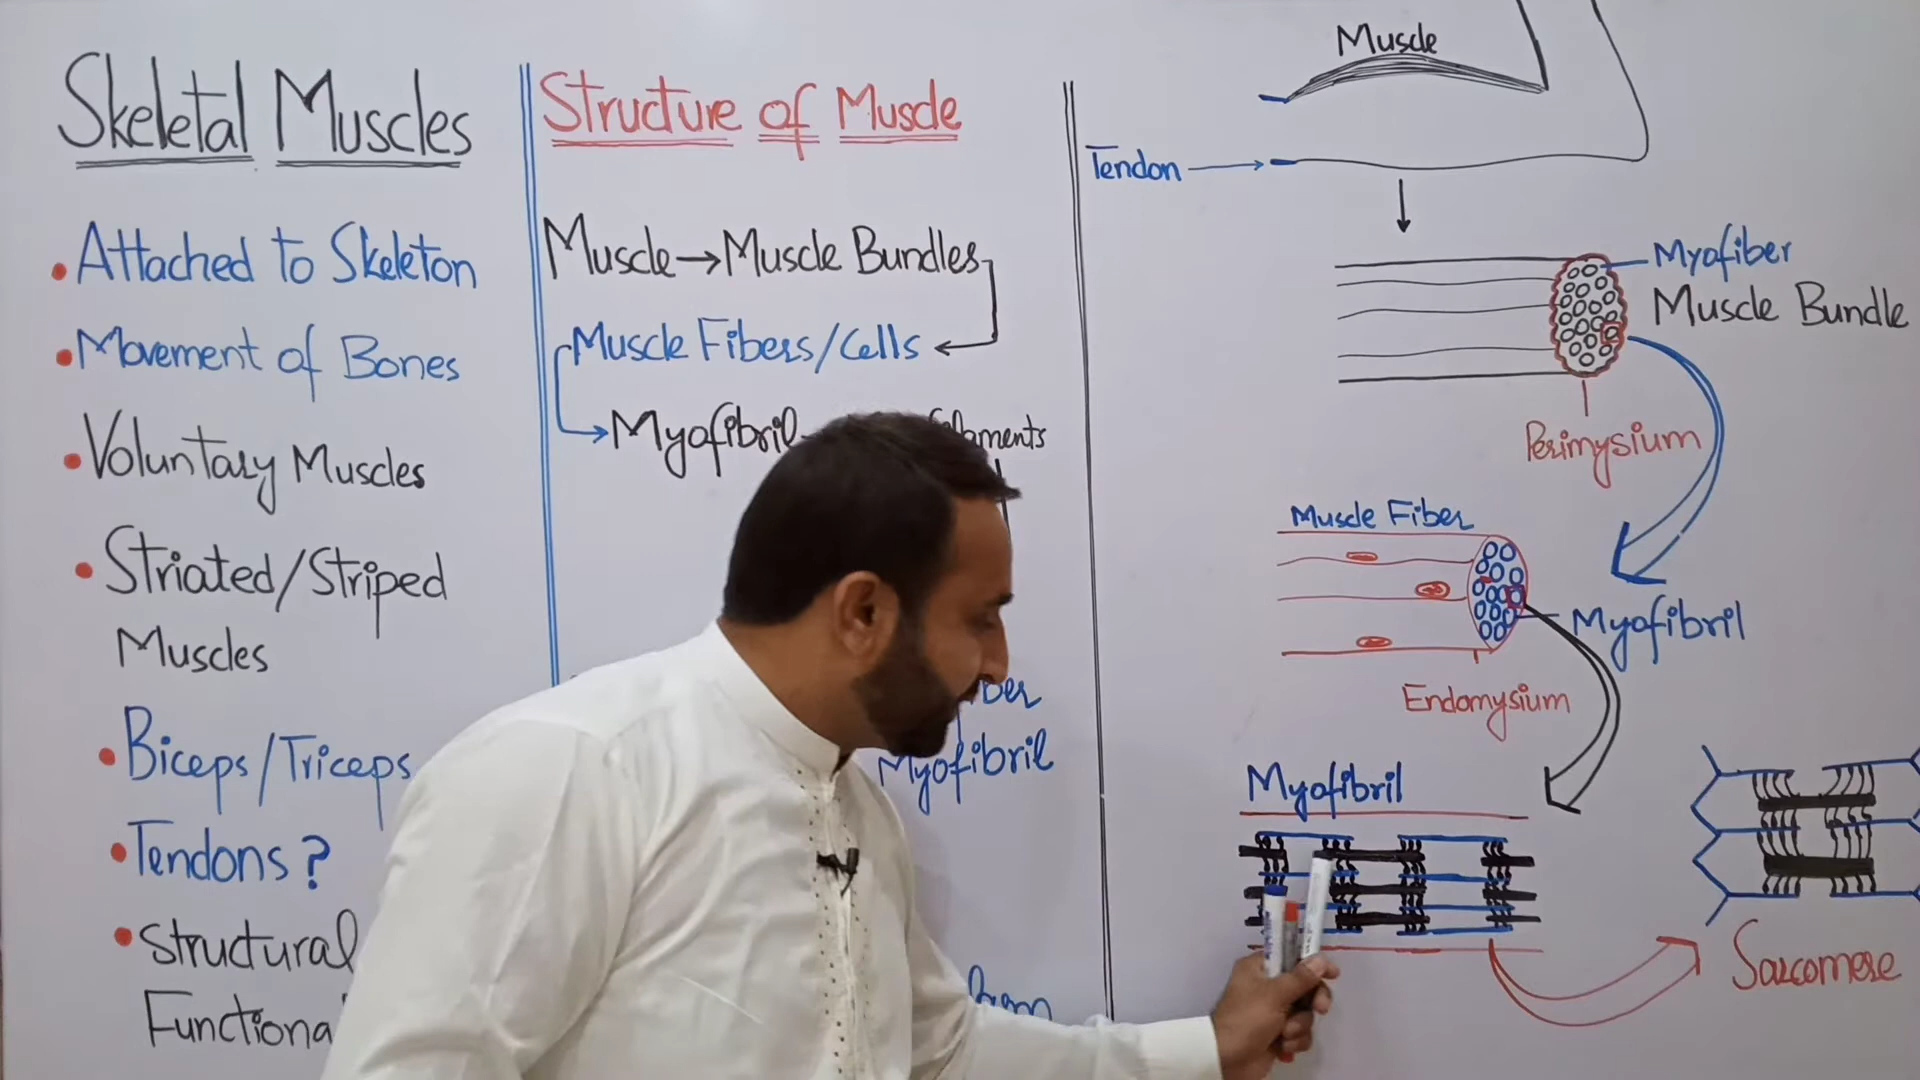 Skeletal Muscles
• Attached to Skeleton
• Movement of Bones
• Voluntary Muscles
• Striated/Striped
Muscles
• Biceps/Triceps
• Tendons?
• Structural
Structure of Muscle
Muscle → Muscle Bundles
Muscle Fibers/Cells
Myofibril
Myofibril
Muscle
Tendon
Myofiber
Muscle Bundle
Perimysium
Muscle Fiber
Myofibril
Endomysium
Myofibril
Sarcomere